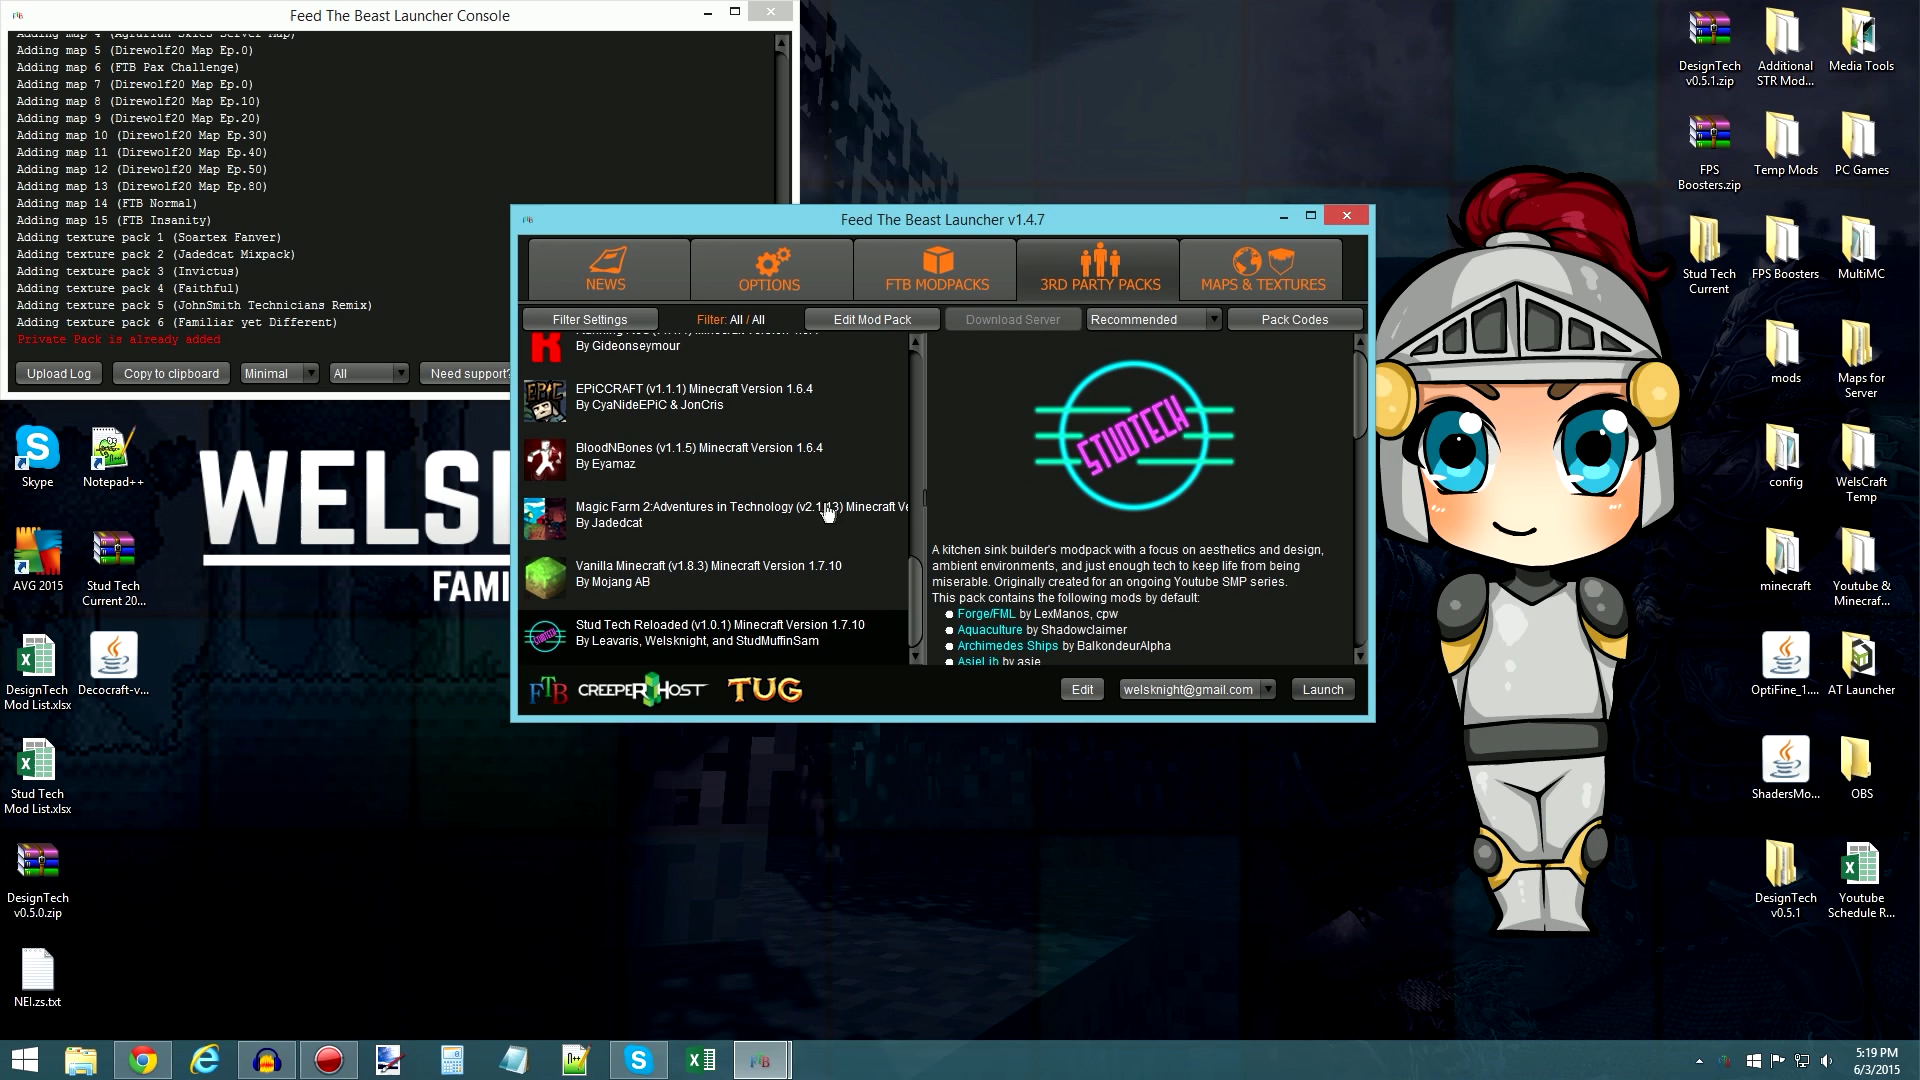 Feed The Beast Launcher Console
Adding map 4 (Agrarian Skies Server Map)
Adding map 5 (Direwolf20 Map Ep.0)
Adding map 6 (FTB Pax Challenge)
Adding map 7 (Direwolf20 Map Ep.0)
Adding map 8 (Direwolf20 Map Ep.10)
Adding map 9 (Direwolf20 Map Ep.20)
Adding map 10 (Direwolf20 Map Ep.30)
Adding map 11 (Direwolf20 Map Ep.40)
Adding map 12 (Direwolf20 Map Ep.50)
Adding map 13 (Direwolf20 Map Ep.80)
Adding map 14 (FTB Normal)
Adding map 15 (FTB Insanity)
Adding texture pack 1 (Soartex Fanver)
Adding texture pack 2 (Jadedcat Mixpack)
Adding texture pack 3 (Invictus)
Adding texture pack 4 (Faithful)
Adding texture pack 5 (JohnSmith Technicians Remix)
Adding texture pack 6 (Familiar yet Different)
Private Pack is already added
Upload Log
Copy to clipboard
Minimal
All
Need support?
Feed The Beast Launcher v1.4.7
NEWS
OPTIONS
FTB MODPACKS
3RD PARTY PACKS
MAPS & TEXTURES
Filter Settings
Filter: All / All
Edit Mod Pack
Download Server
Recommended
Pack Codes
By Gideonseymour
EPiCCRAFT (v1.1.1) Minecraft Version 1.6.4
By CyaNideEPiC & JonCris
BloodNBones (v1.1.5) Minecraft Version 1.6.4
By Eyamaz
Magic Farm 2:Adventures in Technology (v2.1.13) Minecraft Ve
By Jadedcat
Vanilla Minecraft (v1.8.3) Minecraft Version 1.7.10
By Mojang AB
Stud Tech Reloaded (v1.0.1) Minecraft Version 1.7.10
By Leavaris, Welsknight, and StudMuffinSam
STUDTECH
A kitchen sink builder's modpack with a focus on aesthetics and design,
ambient environments, and just enough tech to keep life from being
miserable. Originally created for an ongoing Youtube SMP series.
This pack contains the following mods by default:
Forge/FML by LexManos, cpw
Aquaculture by Shadowclaimer
Archimedes Ships by BalkondeurAlpha
AsieLib by asie
FTB
CREEPERHOST
TUG
Edit
welsknight@gmail.com
Launch
WELS
FAMI
Skype
Notepad++
AVG 2015
Stud Tech
Current 20...
DesignTech
Mod List.xlsx
Decocraft-v...
Stud Tech
Mod List.xlsx
DesignTech
v0.5.0.zip
NEI.zs.txt
DesignTech
v0.5.1.zip
Additional
STR Mod...
Media Tools
FPS
Boosters.zip
Temp Mods
PC Games
Stud Tech
Current
FPS Boosters
MultiMC
mods
Maps for
Server
config
WelsCraft
Temp
minecraft
Youtube &
Minecraf...
OptiFine_1....
AT Launcher
ShadersMo...
OBS
DesignTech
v0.5.1
Youtube
Schedule R...
5:19 PM
6/3/2015